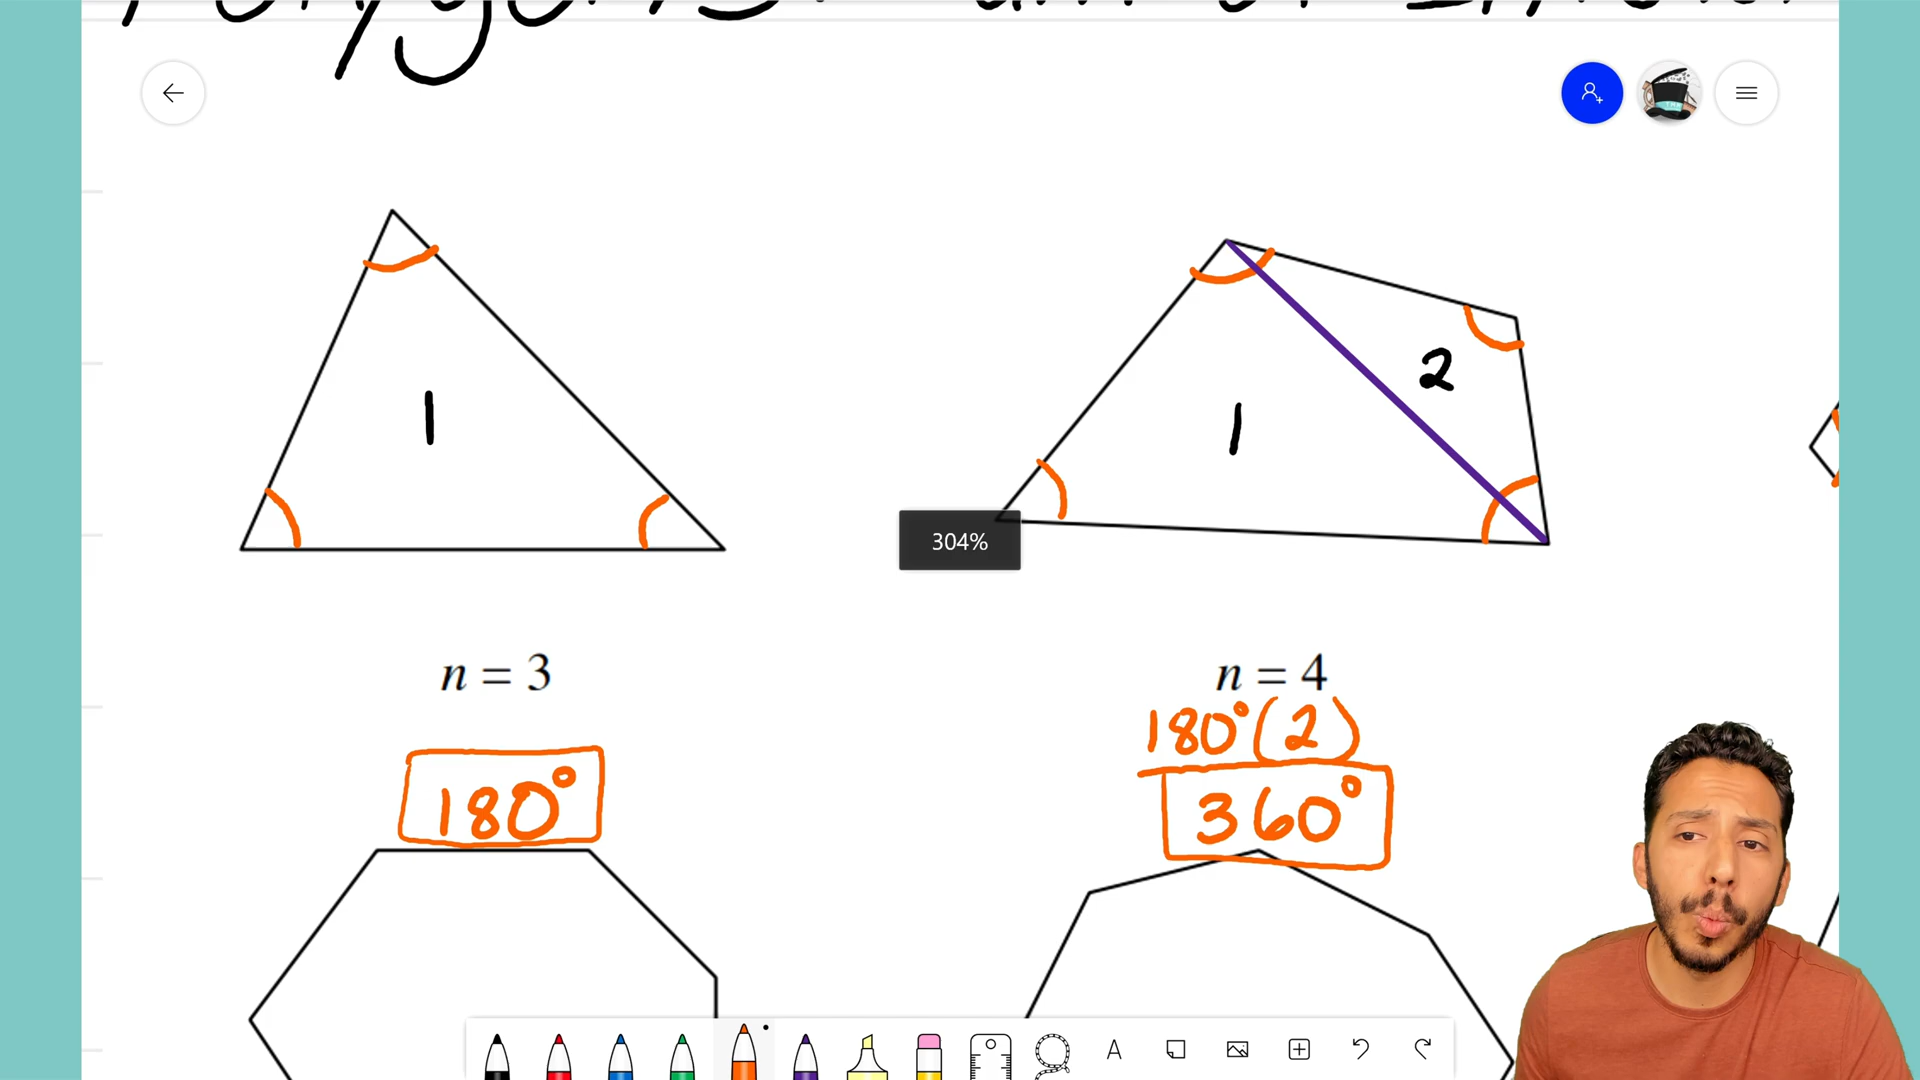 1
2
1
304%
n = 3
n = 4
180°(2)
180°
360°
A